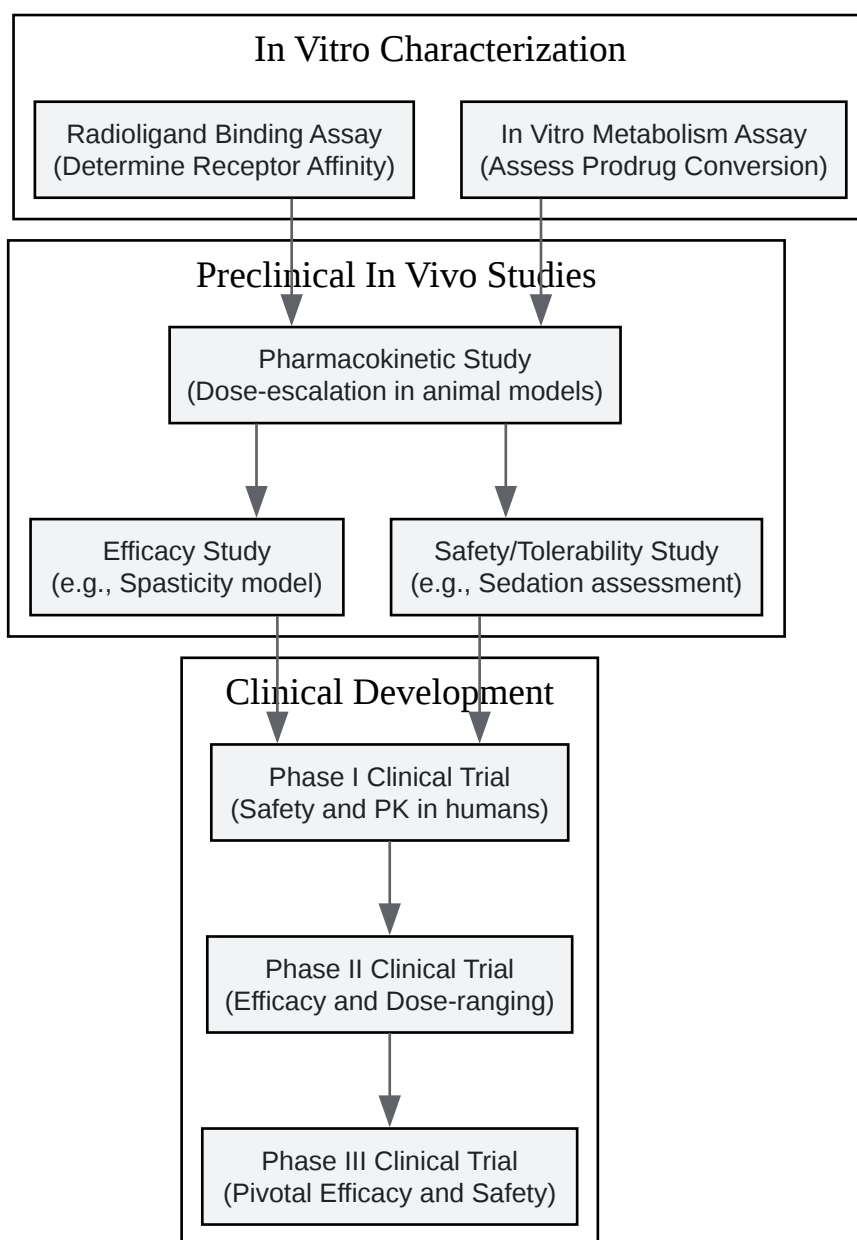 In Vitro Characterization
Radioligand Binding Assay
(Determine Receptor Affinity)
In Vitro Metabolism Assay
(Assess Prodrug Conversion)
Preclinical In Vivo Studies
Pharmacokinetic Study
(Dose-escalation in animal models)
Efficacy Study
(e.g., Spasticity model)
Safety/Tolerability Study
(e.g., Sedation assessment)
Clinical Development
Phase I Clinical Trial
(Safety and PK in humans)
Phase II Clinical Trial
(Efficacy and Dose-ranging)
Phase III Clinical Trial
(Pivotal Efficacy and Safety)